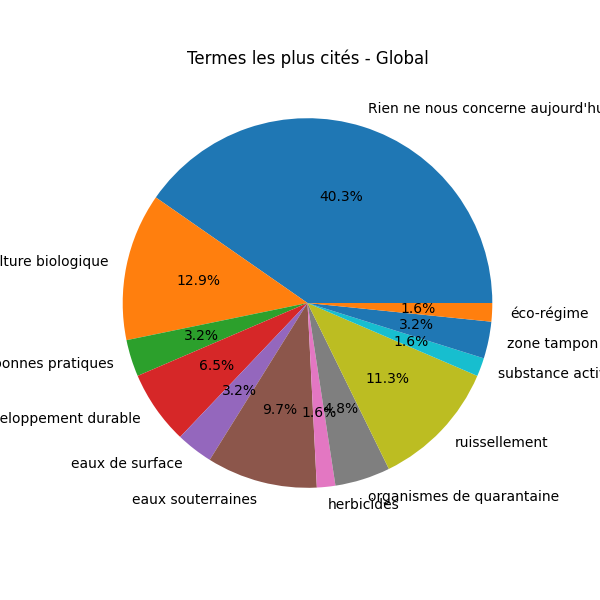 Termes les plus cités - Global
Rien ne nous concerne aujourd'hu
40.3%
lture biologique
12.9%
1.6%
éco-régime
3.2%
zone tampon
1.6%
substance activ
3.2%
bonnes pratiques
6.5%
11.3%
3.2%
9.7%
1.6%
4.8%
eloppement durable
ruissellement
eaux de surface
eaux souterraines
organismes de quarantaine
herbicides